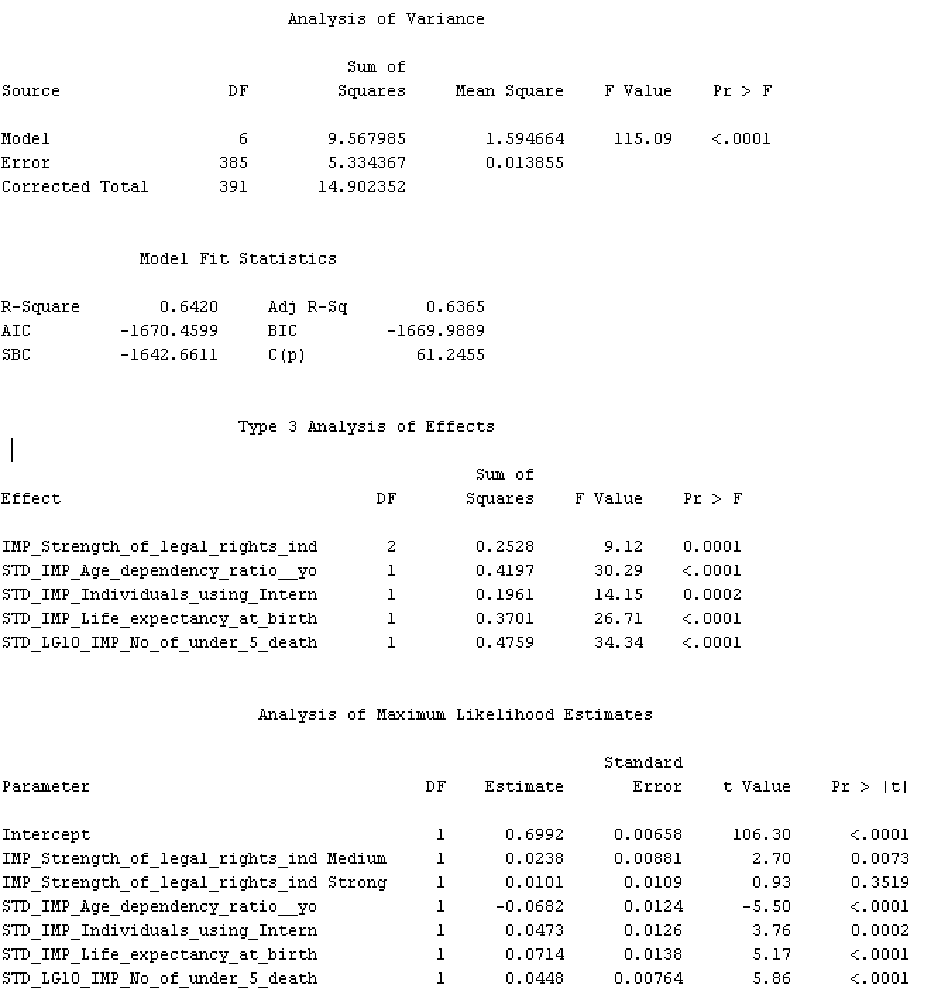 Analysis of Variance
Sum of
Source DF Squares Mean Square F Value Pr > F
Model 6 9.567985 1.594664 115.09 <.0001
Error 385 5.334367 0.013855
Corrected Total 391 14.902352
Model Fit Statistics
R-Square 0.6420 Adj R-Sq 0.6365
AIC -1670.4599 BIC -1669.9889
SBC -1642.6611 C(p) 61.2455
Type 3 Analysis of Effects
Sum of
Effect DF Squares F Value Pr > F
IMP_Strength_of_legal_rights_ind 2 0.2528 9.12 0.0001
STD_IMP_Age_dependency_ratio__yo 1 0.4197 30.29 <.0001
STD_IMP_Individuals_using_Intern 1 0.1961 14.15 0.0002
STD_IMP_Life_expectancy_at_birth 1 0.3701 26.71 <.0001
STD_LG10_IMP_No_of_under_5_death 1 0.4759 34.34 <.0001
Analysis of Maximum Likelihood Estimates
Standard
Parameter DF Estimate Error t Value Pr > |t|
Intercept 1 0.6992 0.00658 106.30 <.0001
IMP_Strength_of_legal_rights_ind Medium 1 0.0238 0.00881 2.70 0.0073
IMP_Strength_of_legal_rights_ind Strong 1 0.0101 0.0109 0.93 0.3519
STD_IMP_Age_dependency_ratio__yo 1 -0.0682 0.0124 -5.50 <.0001
STD_IMP_Individuals_using_Intern 1 0.0473 0.0126 3.76 0.0002
STD_IMP_Life_expectancy_at_birth 1 0.0714 0.0138 5.17 <.0001
STD_LG10_IMP_No_of_under_5_death 1 0.0448 0.00764 5.86 <.0001